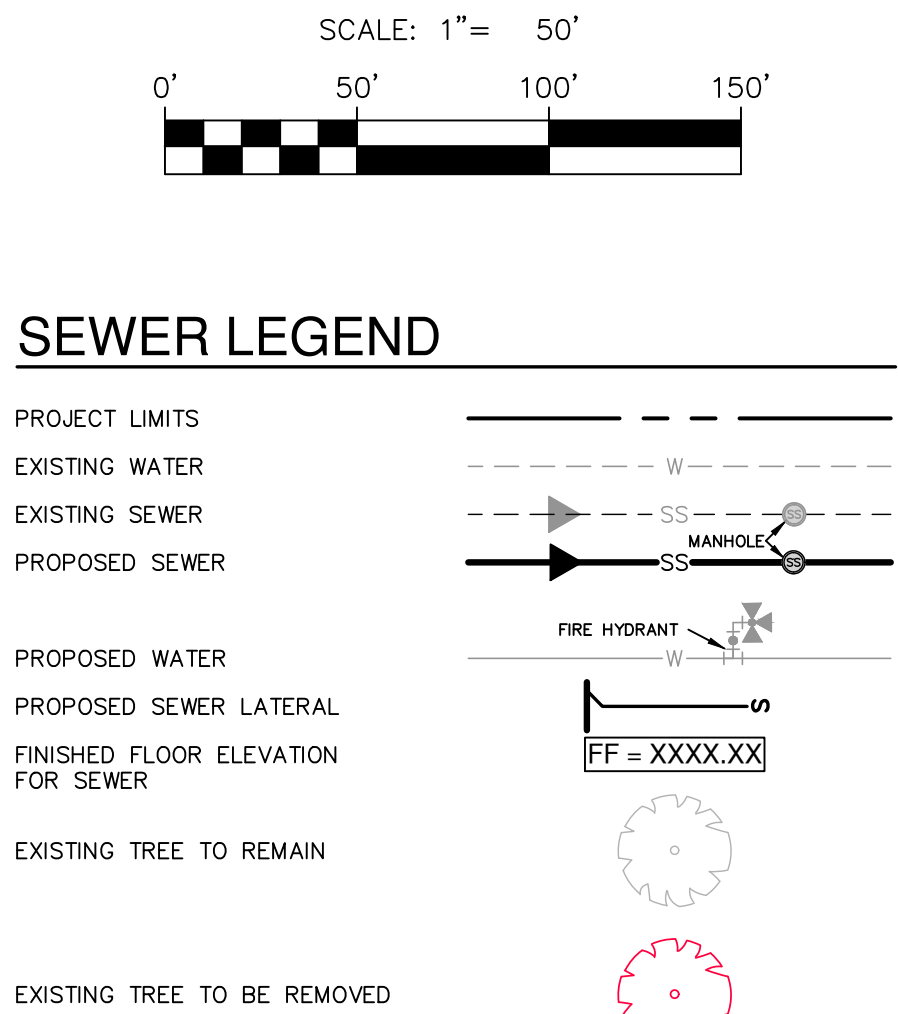 SCALE: 1"= 50'
0' 50' 100' 150'
SEWER LEGEND
PROJECT LIMITS
EXISTING WATER W
EXISTING SEWER SS SS
MANHOLE
PROPOSED SEWER SS SS
FIRE HYDRANT
PROPOSED WATER W
PROPOSED SEWER LATERAL S
FINISHED FLOOR ELEVATION FF = XXXX.XX
FOR SEWER
EXISTING TREE TO REMAIN
EXISTING TREE TO BE REMOVED